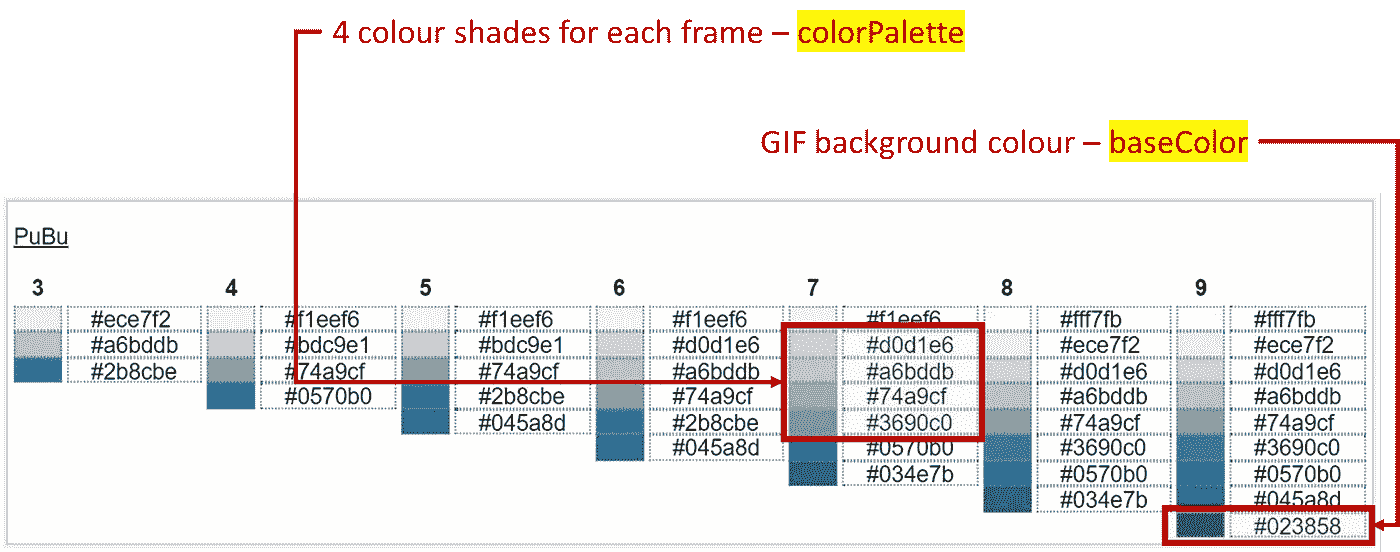 4 colour shades for each frame – colorPalette
GIF background colour – baseColor
PuBu
3 4 5 6 7 8 9
#ece7f2 #f1eef6 #f1eef6 #f1eef6 #f1eef6 #fff7fb #fff7fb
#a6bddb #bdc9e1 #bdc9e1 #d0d1e6 #d0d1e6 #ece7f2 #ece7f2
#2b8cbe #74a9cf #74a9cf #a6bddb #a6bddb #d0d1e6 #d0d1e6
#0570b0 #2b8cbe #74a9cf #74a9cf #a6bddb #a6bddb
#045a8d #2b8cbe #3690c0 #74a9cf #74a9cf
#045a8d #0570b0 #3690c0 #3690c0
#034e7b #0570b0 #0570b0
#034e7b #045a8d
#023858